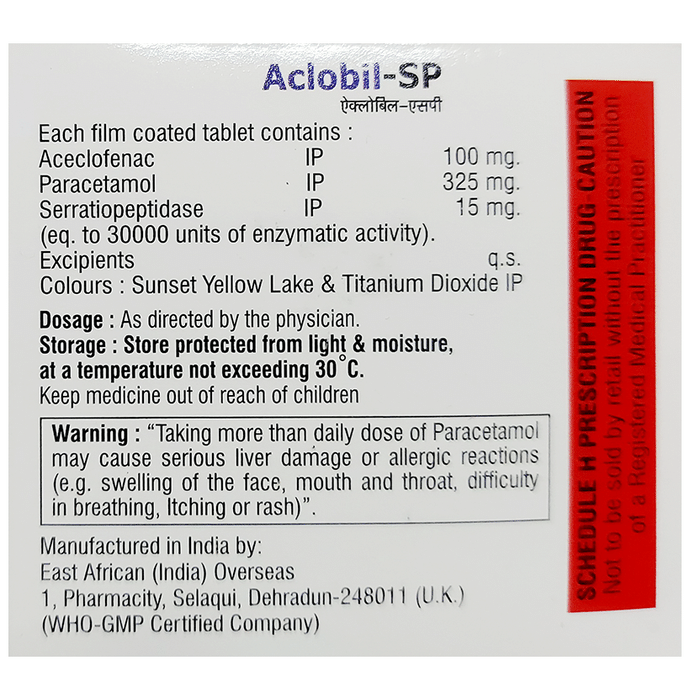 Aclobil-SP
ऐक्लोबिल-एसपी
Each film coated tablet contains :
Aceclofenac IP 100 mg.
Paracetamol IP 325 mg.
Serratiopeptidase IP 15 mg.
(eq. to 30000 units of enzymatic activity).
Excipients q.s.
Colours : Sunset Yellow Lake & Titanium Dioxide IP
Dosage : As directed by the physician.
Storage : Store protected from light & moisture,
at a temperature not exceeding 30°C.
Keep medicine out of reach of children
Warning : “Taking more than daily dose of Paracetamol
may cause serious liver damage or allergic reactions
(e.g. swelling of the face, mouth and throat, difficulty
in breathing, Itching or rash)”.
Manufactured in India by:
East African (India) Overseas
1, Pharmacity, Selaqui, Dehradun-248011 (U.K.)
(WHO-GMP Certified Company)
SCHEDULE H PRESCRIPTION DRUG-CAUTION
Not to be sold by retail without the prescription
of a Registered Medical Practitioner